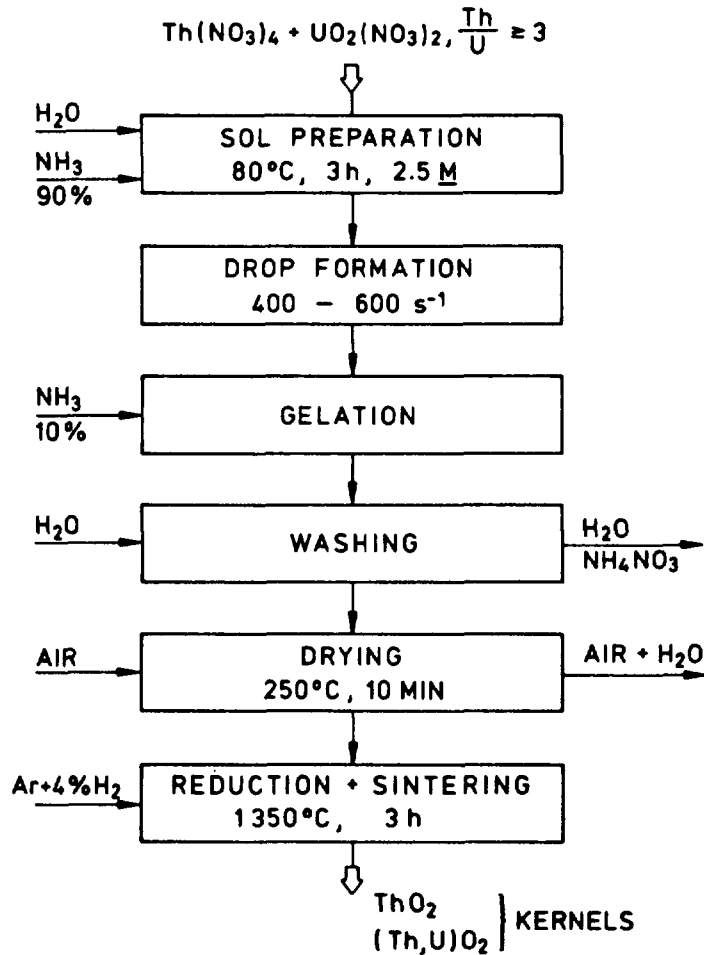 Th(NO3)4 + UO2(NO3)2, Th/U ≥ 3
H2O
NH3
90%
SOL PREPARATION
80°C, 3h, 2.5 M
DROP FORMATION
400 – 600 s-1
NH3
10%
GELATION
H2O
WASHING
H2O
NH4NO3
AIR
DRYING
250°C, 10 MIN
AIR + H2O
Ar+4%H2
REDUCTION + SINTERING
1350°C, 3h
ThO2
(Th,U)O2
KERNELS